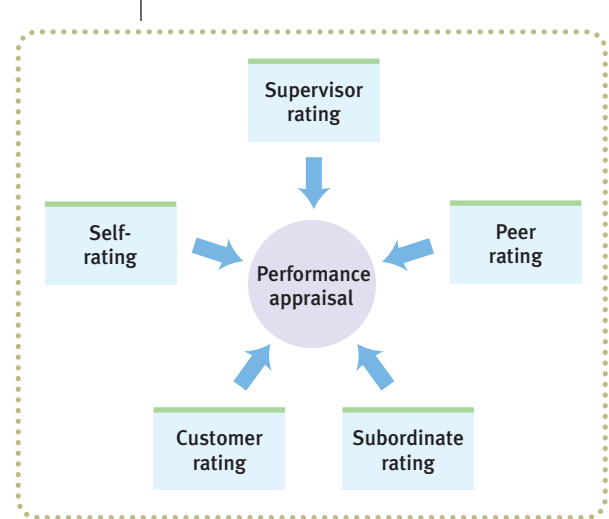 Supervisor
rating
Self-
rating
Peer
rating
Performance
appraisal
Customer
rating
Subordinate
rating